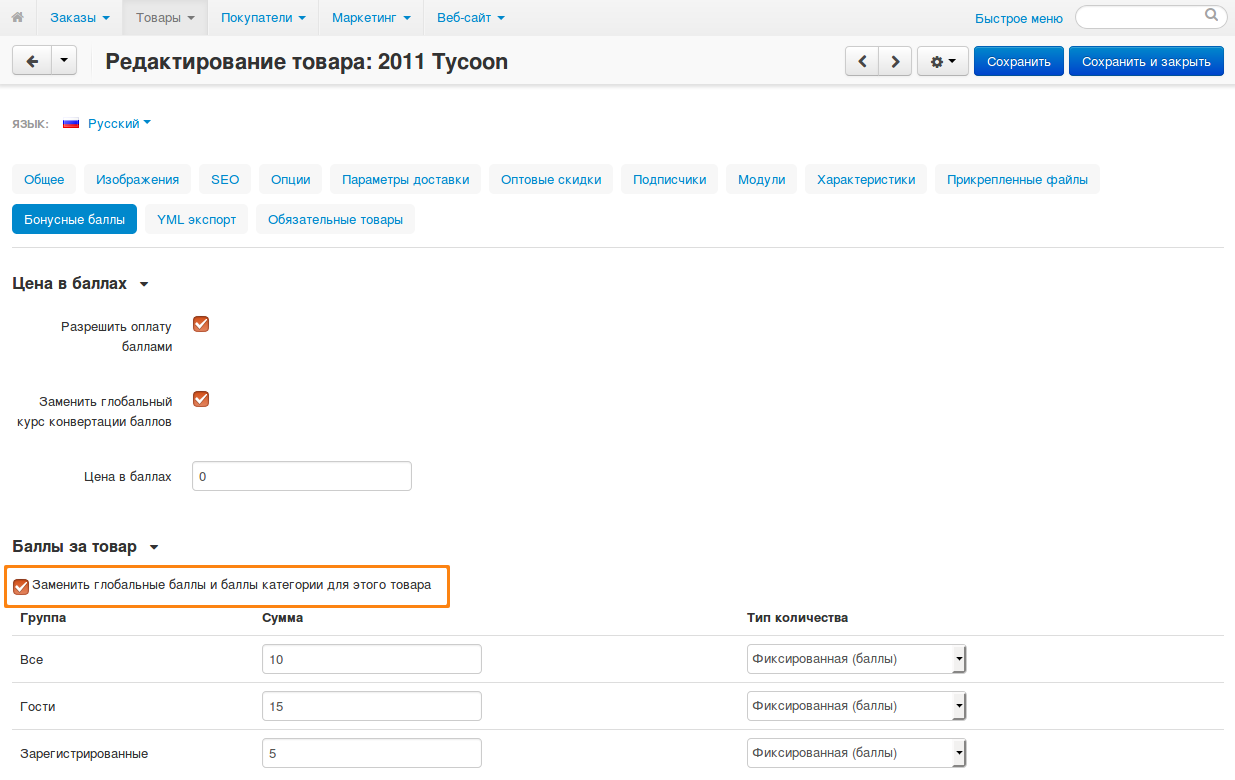 Заказы Товары Покупатели Маркетинг Веб-сайт Быстрое меню
Редактирование товара: 2011 Tycoon Сохранить Сохранить и закрыть
ЯЗЫК: Русский
Общее Изображения SEO Опции Параметры доставки Оптовые скидки Подписчики Модули Характеристики Прикрепленные файлы
Бонусные баллы YML экспорт Обязательные товары
Цена в баллах
Разрешить оплату
баллами
Заменить глобальный
курс конвертации баллов
Цена в баллах 0
Баллы за товар
Заменить глобальные баллы и баллы категории для этого товара
Группа Сумма Тип количества
Все 10 Фиксированная (баллы)
Гости 15 Фиксированная (баллы)
Зарегистрированные 5 Фиксированная (баллы)